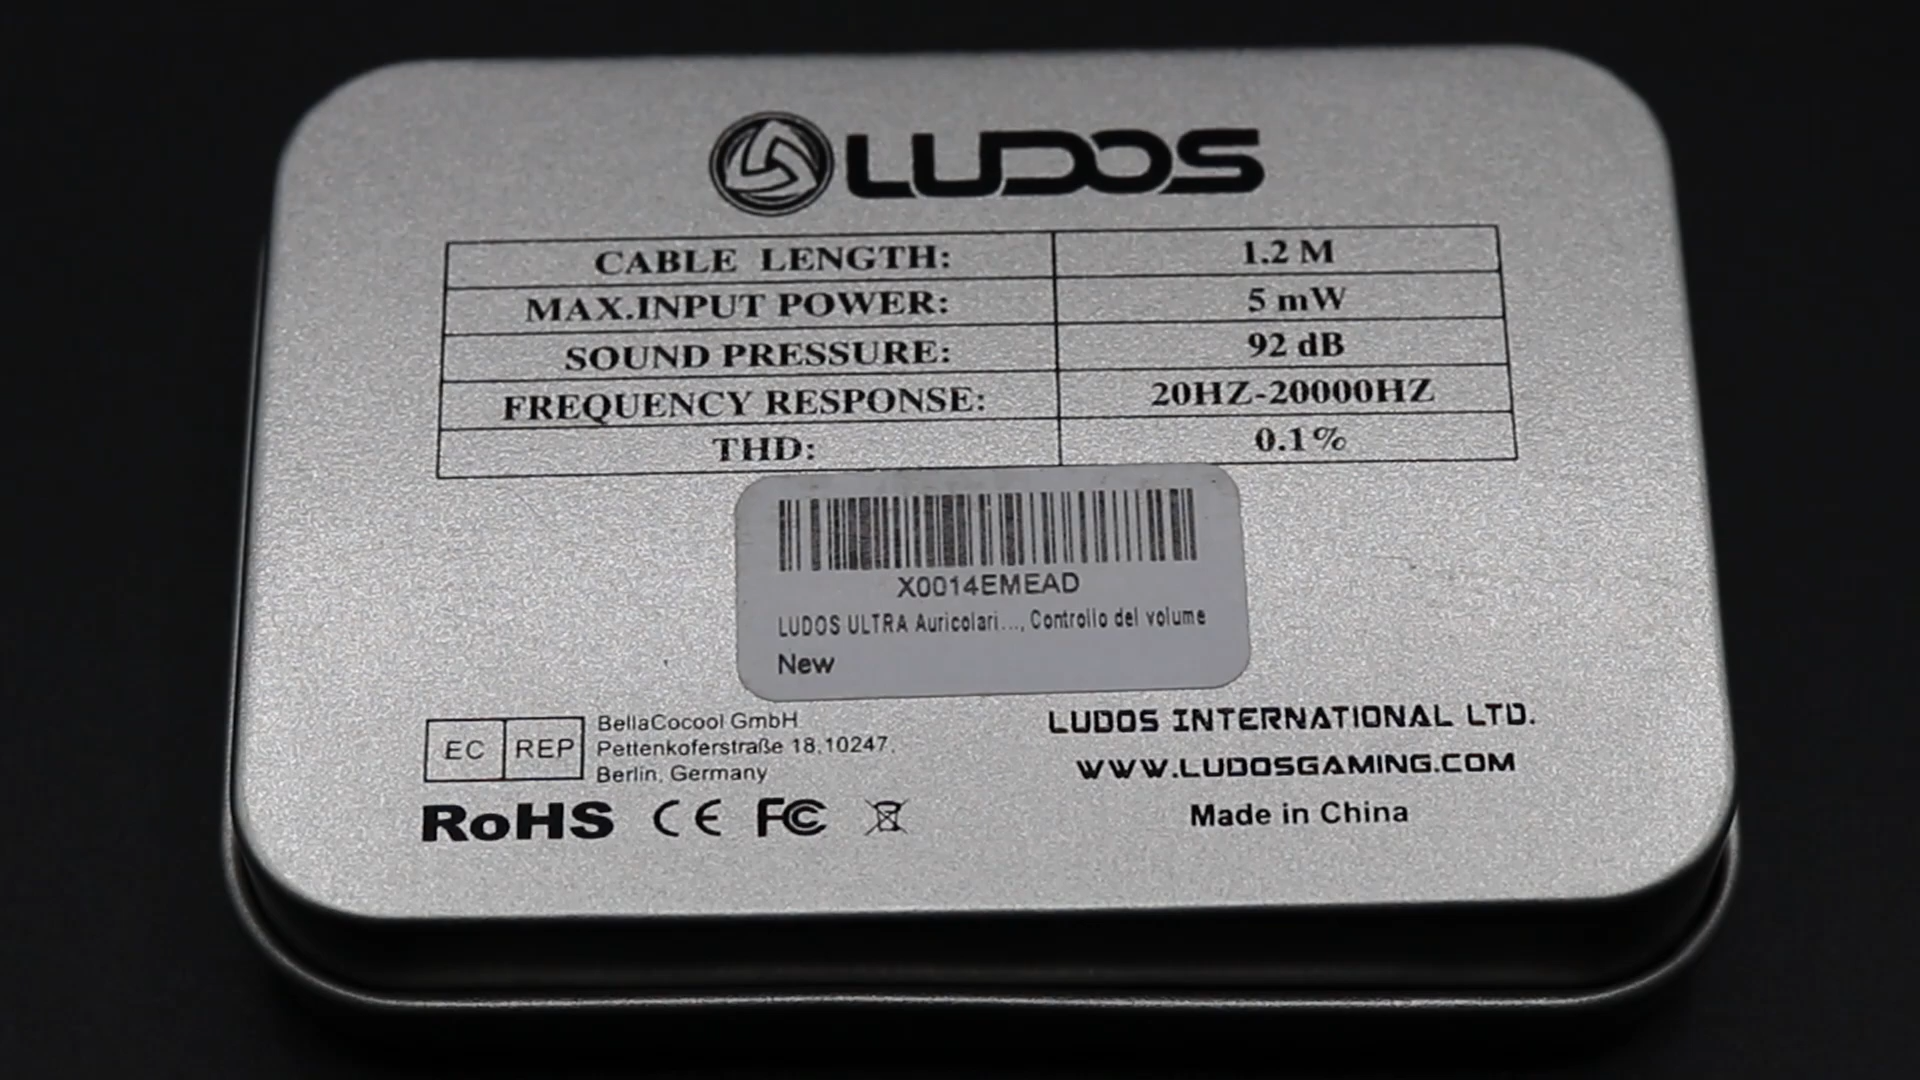 LUDOS
CABLE LENGTH: 1.2 M
MAX.INPUT POWER: 5 mW
SOUND PRESSURE: 92 dB
FREQUENCY RESPONSE: 20HZ-20000HZ
THD: 0.1%
X0014EMEAD
LUDOS ULTRA Auricolari..., Controllo del volume
New
EC REP
BellaCocool GmbH
Pettenkoferstraße 18,10247,
Berlin, Germany
RoHS CE FC
LUDOS INTERNATIONAL LTD.
WWW.LUDOSGAMING.COM
Made in China